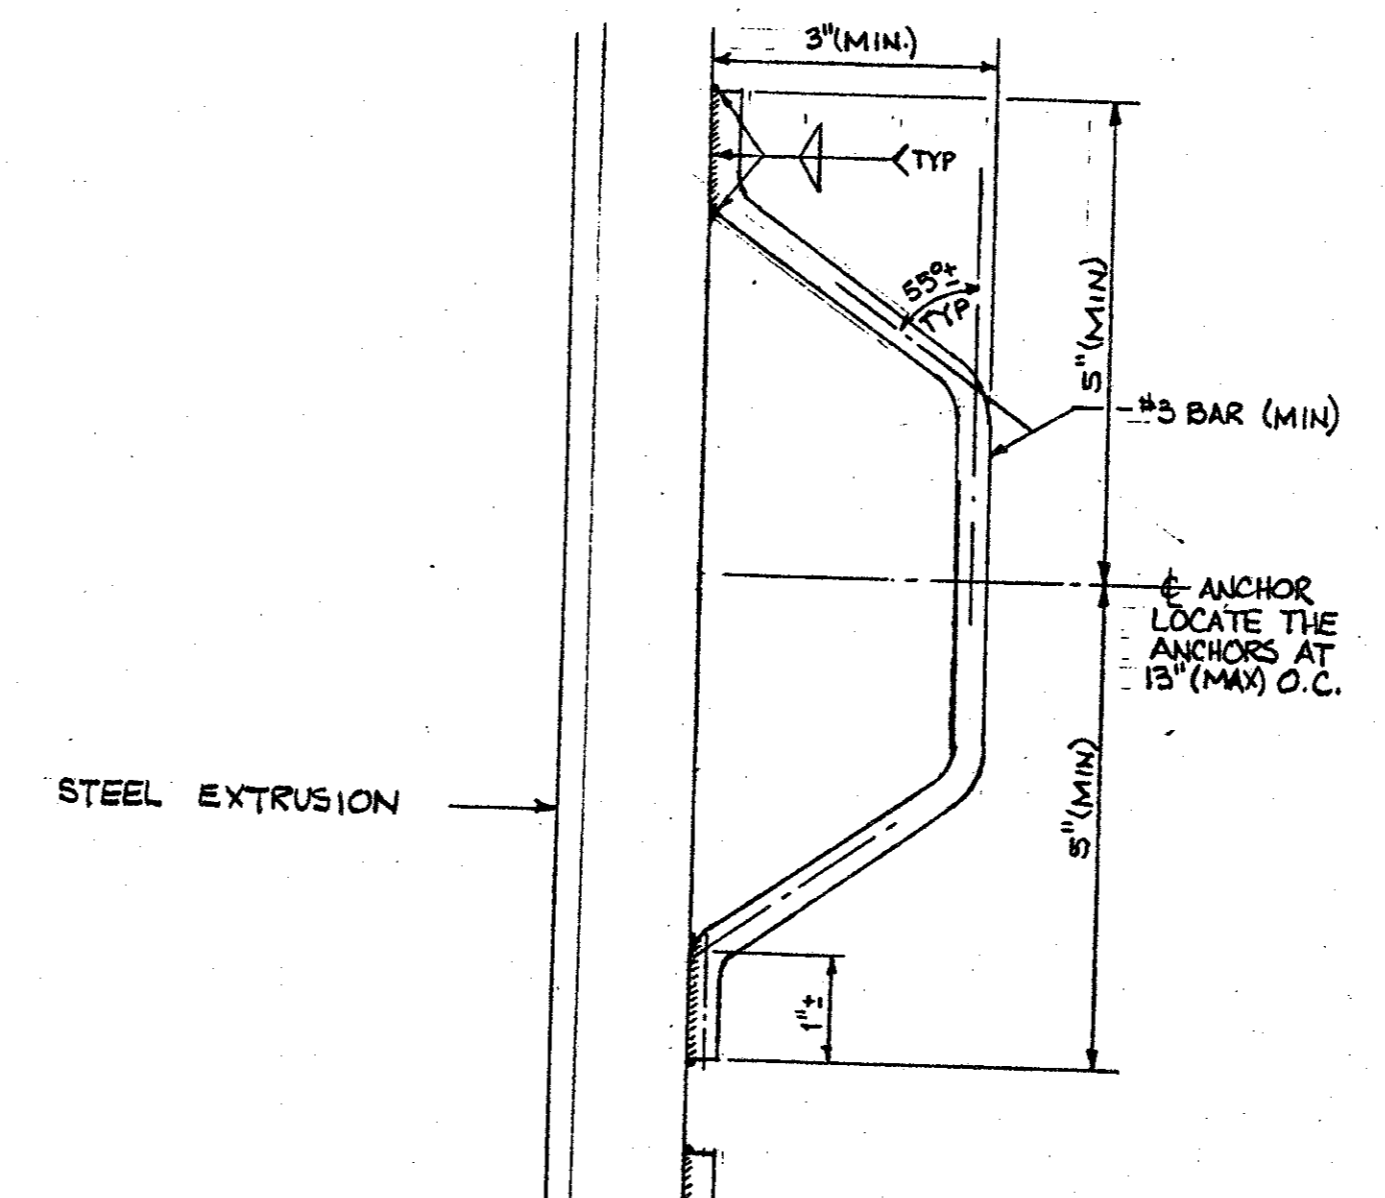 3"(MIN.)
TYP
55°±
TYP
5"(MIN)
#3 BAR (MIN)
℄ ANCHOR
LOCATE THE
ANCHORS AT
13"(MAX) O.C.
STEEL EXTRUSION
5"(MIN)
1"±